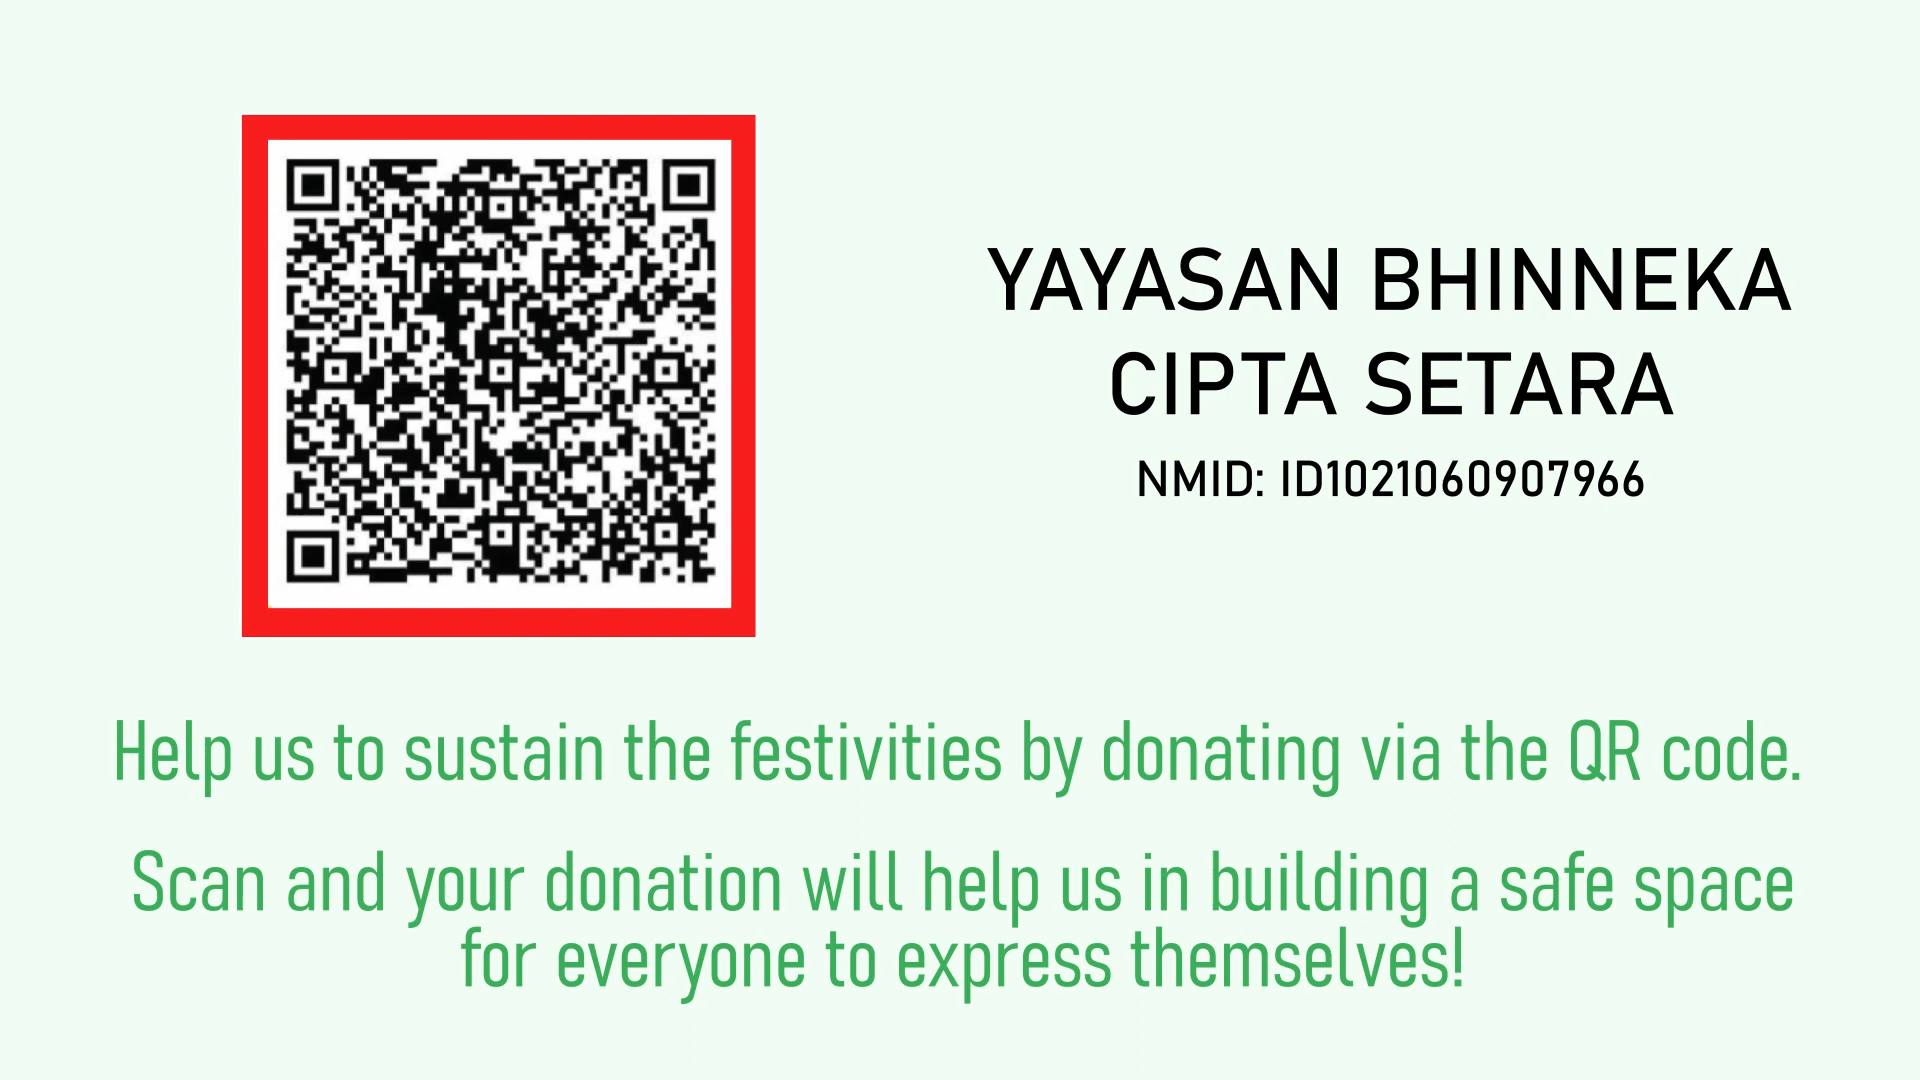 YAYASAN BHINNEKA
CIPTA SETARA
NMID: ID1021060907966
Help us to sustain the festivities by donating via the QR code.
Scan and your donation will help us in building a safe space
for everyone to express themselves!